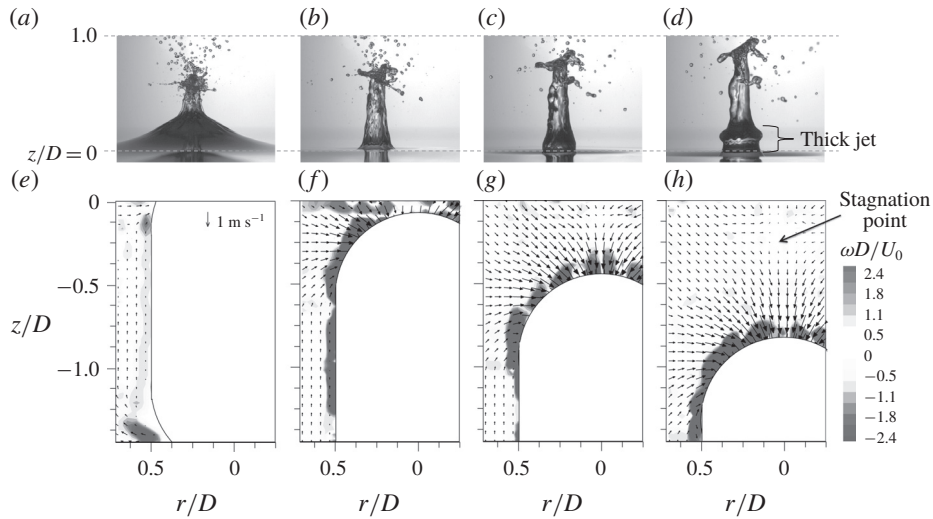 (a) (b) (c) (d)
1.0
z/D = 0
Thick jet
(e) (f) (g) (h)
0
−0.5
−1.0
z/D
1 m s⁻¹
Stagnation
point
ωD/U₀
2.4
1.8
1.1
0.5
0
−0.5
−1.1
−1.8
−2.4
0.5 0 0.5 0 0.5 0 0.5 0
r/D r/D r/D r/D